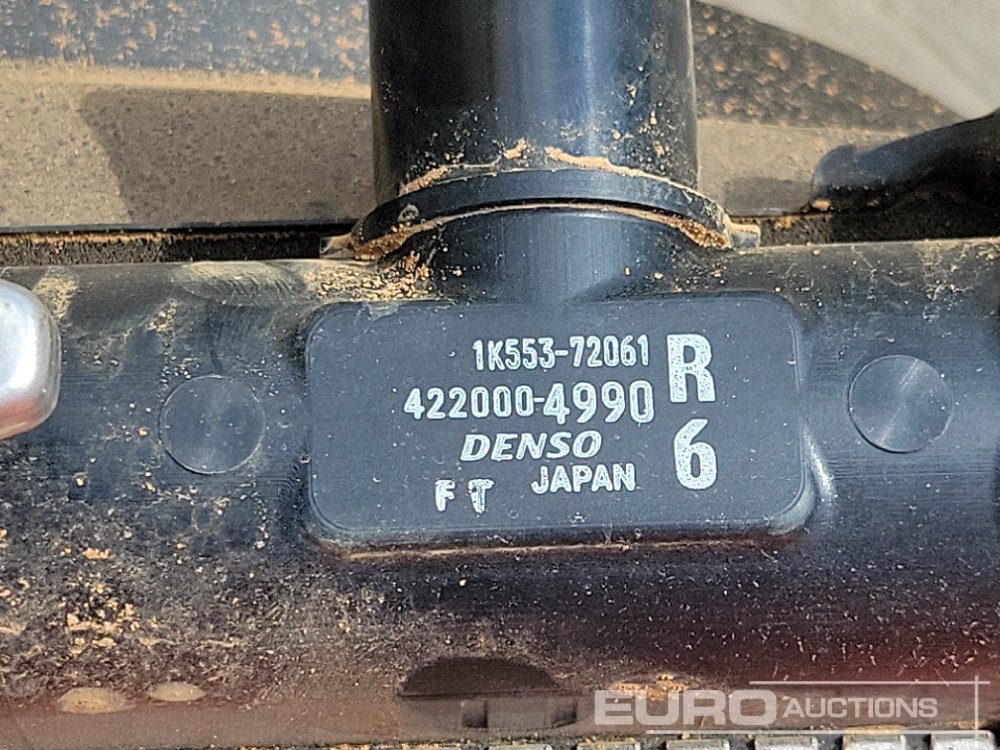 1K553-72061
422000-4990
R
DENSO
6
F T JAPAN
EURO AUCTIONS